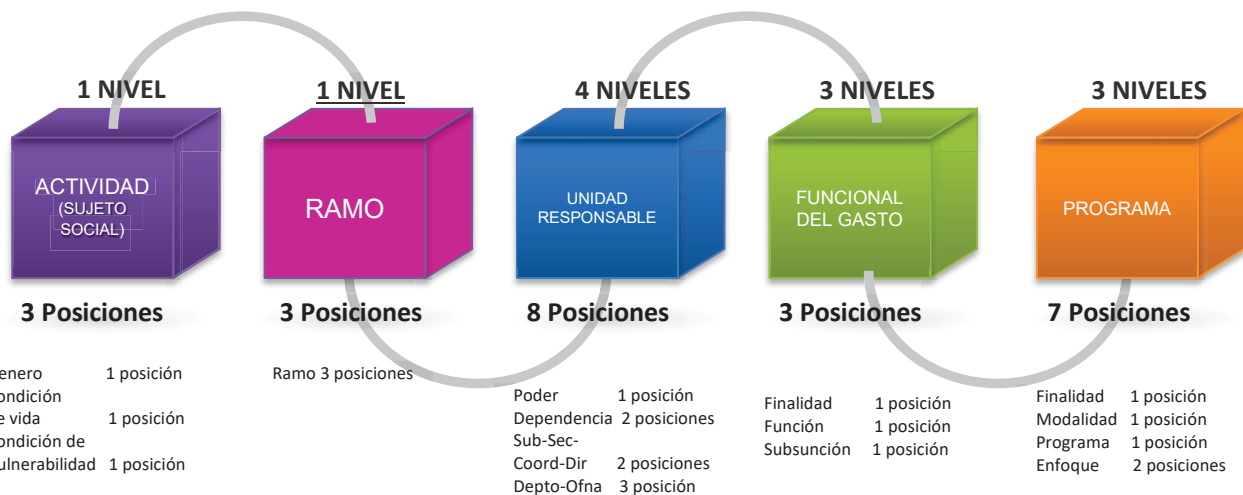 1 NIVEL
1 NIVEL
4 NIVELES
3 NIVELES
3 NIVELES
ACTIVIDAD
(SUJETO
SOCIAL)
RAMO
UNIDAD
RESPONSABLE
FUNCIONAL
DEL GASTO
PROGRAMA
3 Posiciones
3 Posiciones
8 Posiciones
3 Posiciones
7 Posiciones
enero 1 posición
ondición
e vida 1 posición
ondición de
ulnerabilidad 1 posición
Ramo 3 posiciones
Poder 1 posición
Dependencia 2 posiciones
Sub-Sec-
Coord-Dir 2 posiciones
Depto-Ofna 3 posición
Finalidad 1 posición
Función 1 posición
Subsunción 1 posición
Finalidad 1 posición
Modalidad 1 posición
Programa 1 posición
Enfoque 2 posiciones